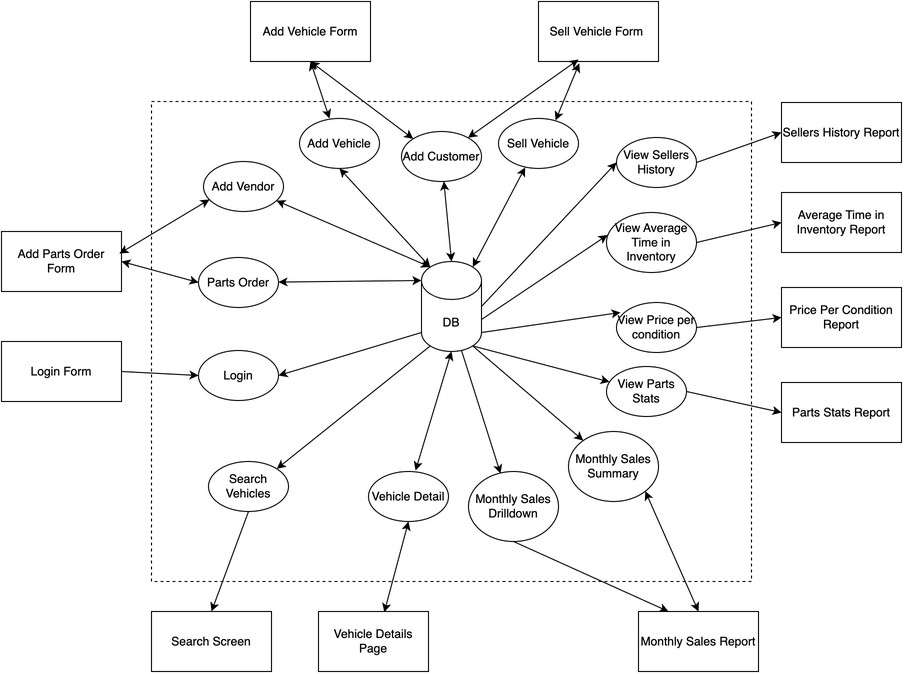 Add Vehicle Form
Sell Vehicle Form
Add Vehicle
Add Customer
Sell Vehicle
View Sellers
History
Sellers History Report
Add Vendor
View Average
Time in
Inventory
Average Time in
Inventory Report
Add Parts Order
Form
Parts Order
DB
View Price per
condition
Price Per Condition
Report
Login Form
Login
View Parts
Stats
Parts Stats Report
Search
Vehicles
Vehicle Detail
Monthly Sales
Drilldown
Monthly Sales
Summary
Search Screen
Vehicle Details
Page
Monthly Sales Report